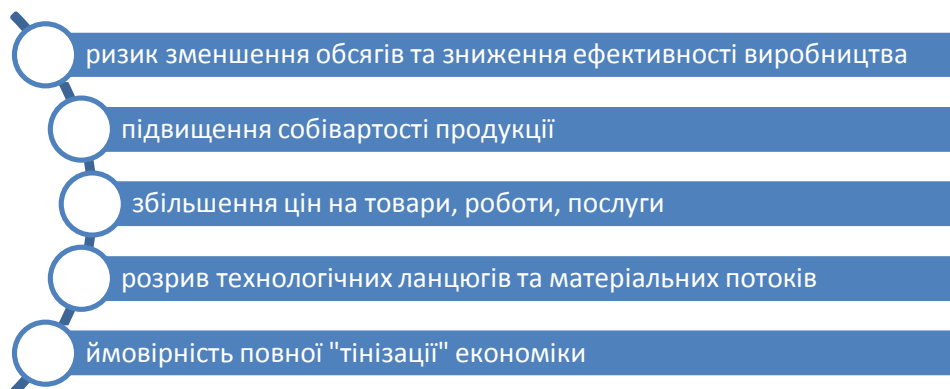 ризик зменшення обсягів та зниження ефективності виробництва
підвищення собівартості продукції
збільшення цін на товари, роботи, послуги
розрив технологічних ланцюгів та матеріальних потоків
ймовірність повної "тінізації" економіки